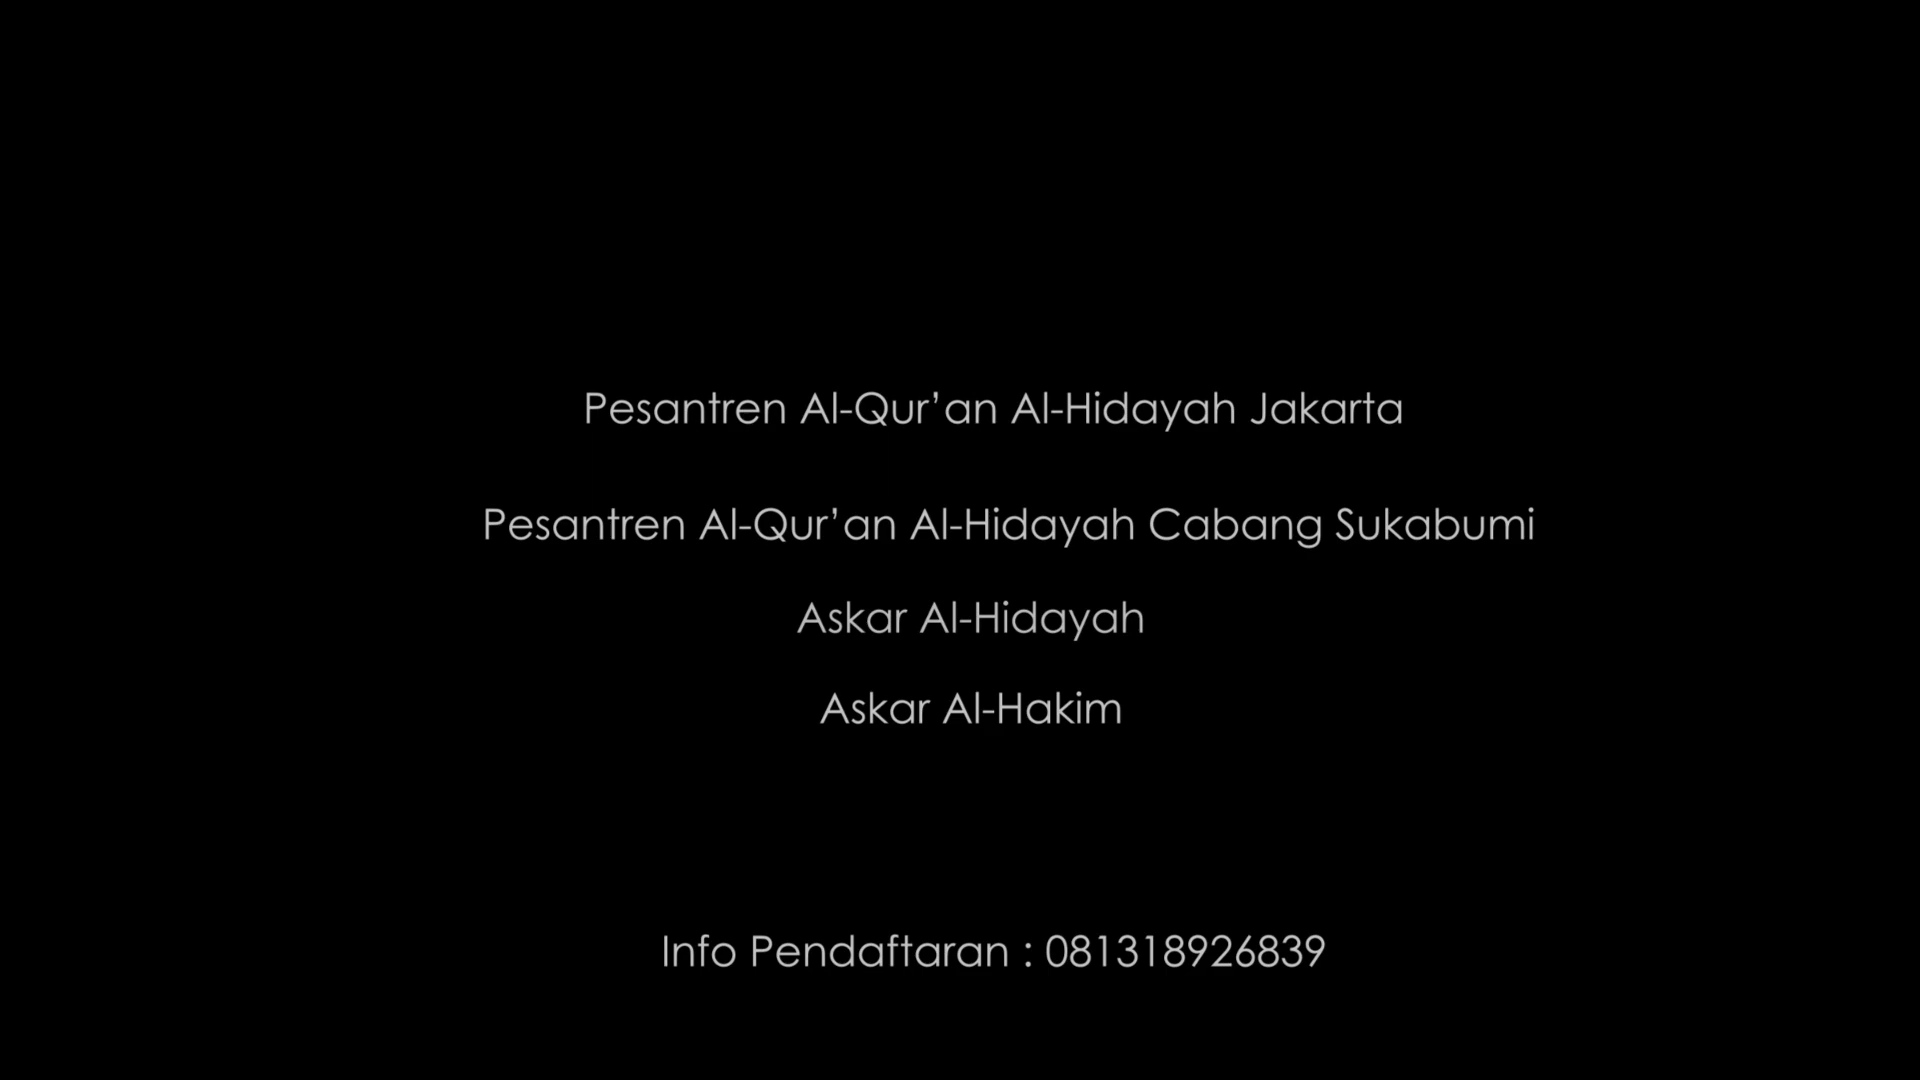 Pesantren Al-Qur’an Al-Hidayah Jakarta
Pesantren Al-Qur’an Al-Hidayah Cabang Sukabumi
Askar Al-Hidayah
Askar Al-Hakim
Info Pendaftaran : 081318926839